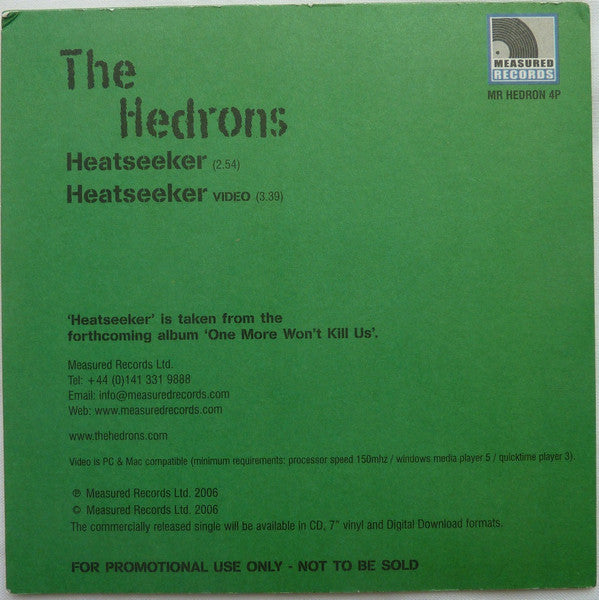 The
Hedrons
MEASURED
RECORDS
MR HEDRON 4P
Heatseeker (2.54)
Heatseeker VIDEO (3.39)
'Heatseeker' is taken from the
forthcoming album 'One More Won't Kill Us'.
Measured Records Ltd.
Tel: +44 (0)141 331 9888
Email: info@measuredrecords.com
Web: www.measuredrecords.com
www.thehedrons.com
Video is PC & Mac compatible (minimum requirements: processor speed 150mhz / windows media player 5 / quicktime player 3).
℗ Measured Records Ltd. 2006
© Measured Records Ltd. 2006
The commercially released single will be available in CD, 7" vinyl and Digital Download formats.
FOR PROMOTIONAL USE ONLY - NOT TO BE SOLD